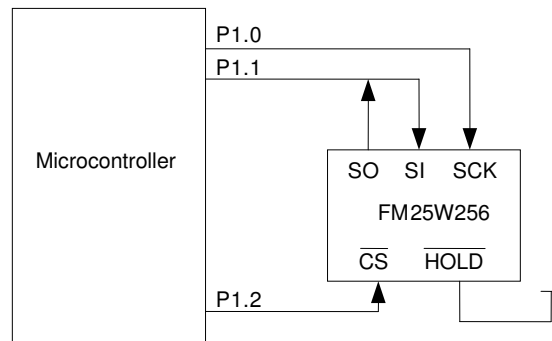 P1.0
P1.1
Microcontroller
SO SI SCK
FM25W256
CS HOLD
P1.2